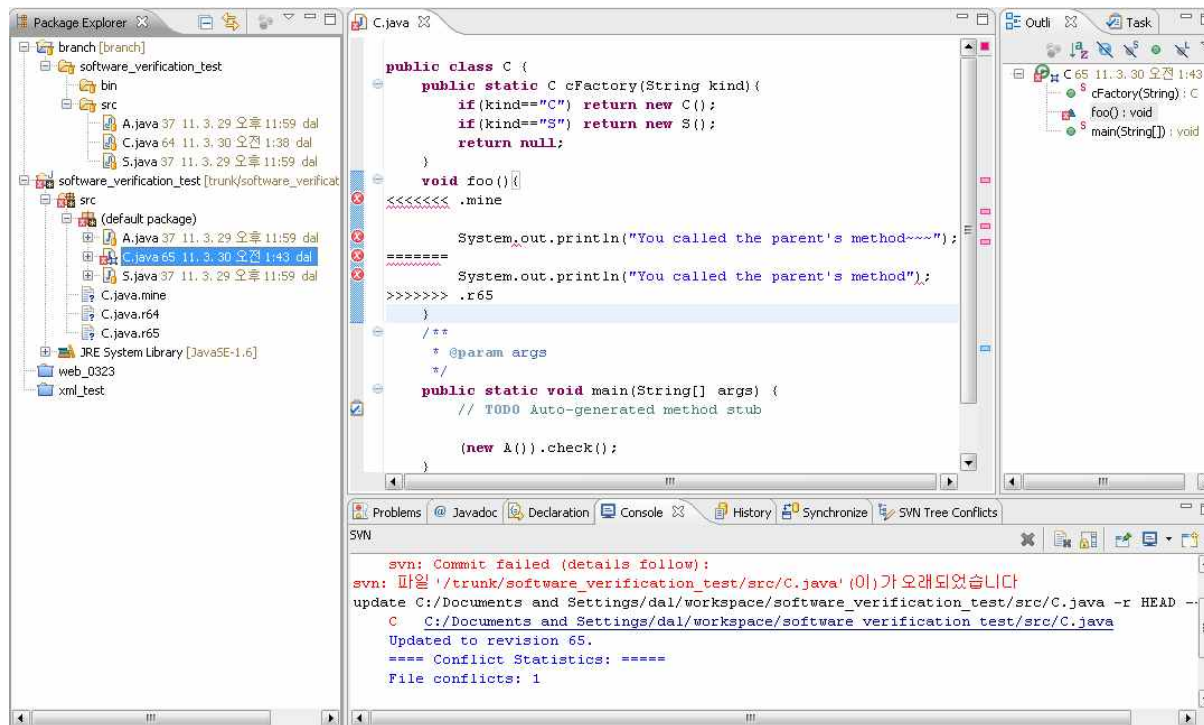 Package Explorer
branch [branch]
software_verification_test
bin
src
A.java 37 11. 3. 29 오후 11:59 dal
C.java 64 11. 3. 30 오전 1:38 dal
S.java 37 11. 3. 29 오후 11:59 dal
software_verification_test [trunk/software_verificat
src
(default package)
A.java 37 11. 3. 29 오후 11:59 dal
C.java 65 11. 3. 30 오전 1:43 dal
S.java 37 11. 3. 29 오후 11:59 dal
C.java.mine
C.java.r64
C.java.r65
JRE System Library [JavaSE-1.6]
web_0323
xml_test
C.java
public class C {
public static C cFactory(String kind){
if(kind=="C") return new C();
if(kind=="S") return new S();
return null;
}
void foo(){
<<<<<<< .mine
System.out.println("You called the parent's method~~~");
=======
System.out.println("You called the parent's method");
>>>>>>> .r65
}
/**
* @param args
*/
public static void main(String[] args) {
// TODO Auto-generated method stub
(new A()).check();
}
Outli
Task
C 65 11. 3. 30 오전 1:43
cFactory(String) : C
foo() : void
main(String[]) : void
Problems @ Javadoc Declaration Console History Synchronize SVN Tree Conflicts
SVN
svn: Commit failed (details follow):
svn: 파일 '/trunk/software_verification_test/src/C.java' (이)가 오래되었습니다
update C:/Documents and Settings/dal/workspace/software_verification_test/src/C.java -r HEAD --
C C:/Documents and Settings/dal/workspace/software_verification_test/src/C.java
Updated to revision 65.
==== Conflict Statistics: =====
File conflicts: 1